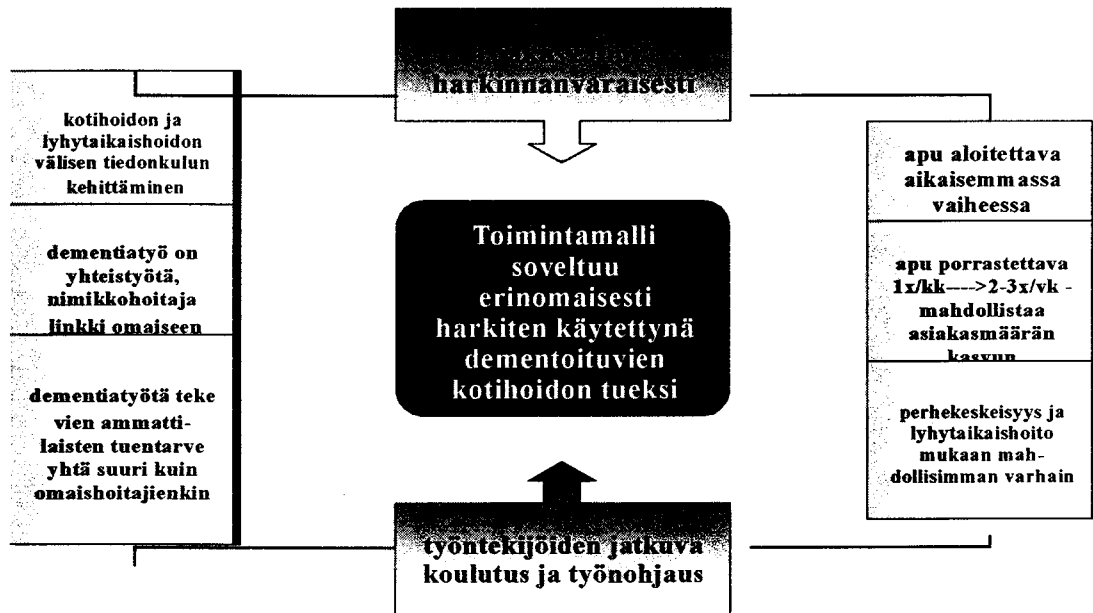 harkinnanvaraisesti
kotihoidon ja
lyhytaikaishoidon
välisen tiedonkulun
kehittäminen
dementiatyö on
yhteistyötä,
nimikkohoitaja
linkki omaiseen
dementiatyötä teke
vien ammatti-
laisten tuentarve
yhtä suuri kuin
omaishoitajienkin
Toimintamalli
soveltuu
erinomaisesti
harkiten käytettynä
dementoituvien
kotihoidon tueksi
apu aloitettava
aikaisemmassa
vaiheessa
apu porrastettava
1x/kk---->2-3x/vk -
mahdollistaa
asiakasmäärän
kasvun
perhekeskeisyys ja
lyhytaikaishoito
mukaan mah-
dollisimman varhain
työntekijöiden jatkuva
koulutus ja työnohjaus